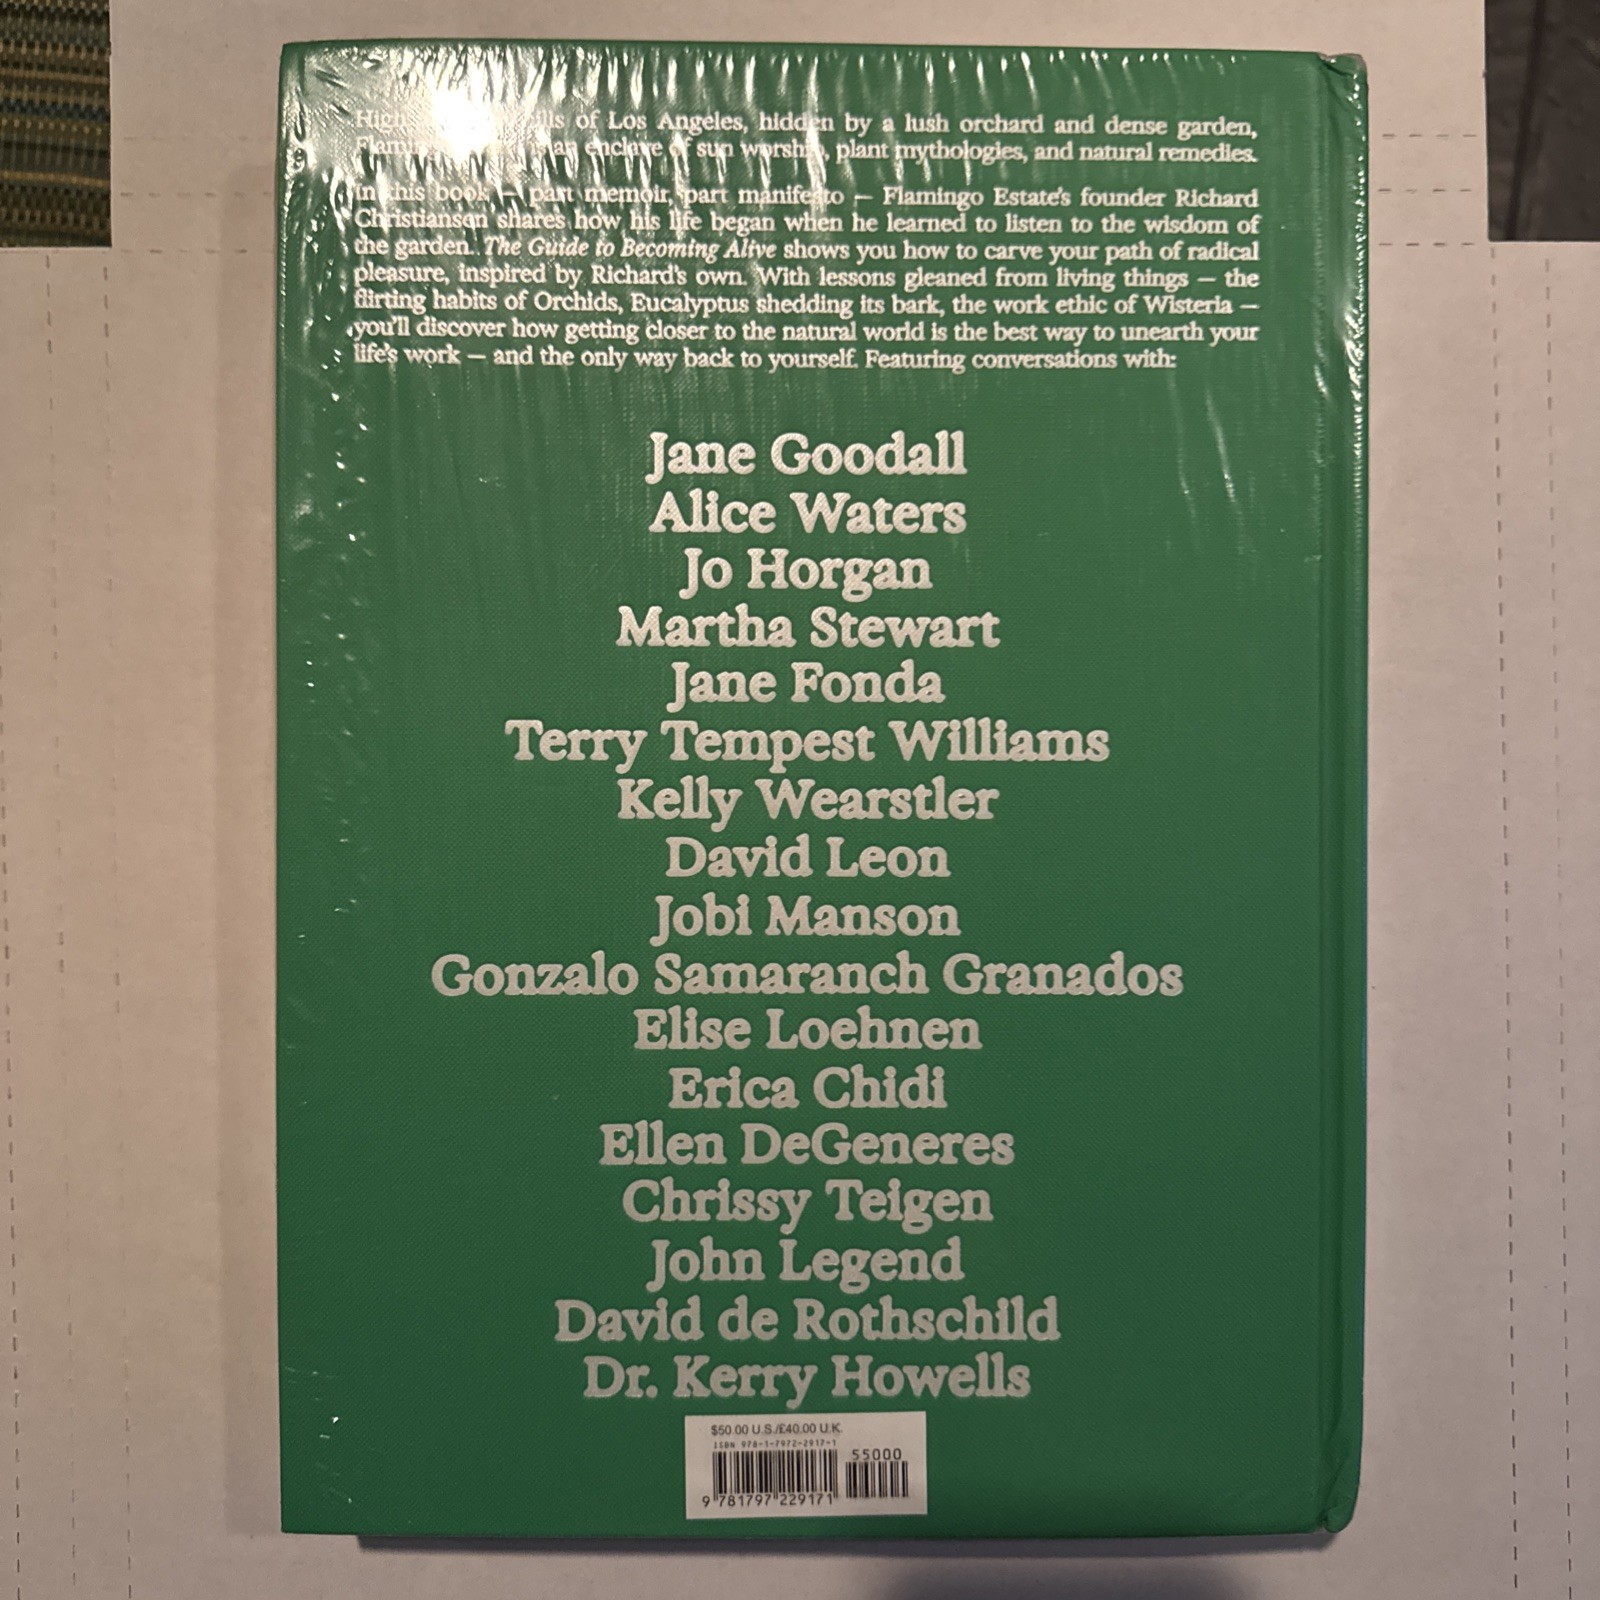 High ills of Los Angeles, hidden by a lush orchard and dense garden,
an enclave of sun worship, plant mythologies, and natural remedies.
In this book — part memoir, part manifesto — Flamingo Estate's founder Richard
Christiansen shares how his life began when he learned to listen to the wisdom of
the garden. The Guide to Becoming Alive shows you how to carve your path of radical
pleasure, inspired by Richard's own. With lessons gleaned from living things — the
flirting habits of Orchids, Eucalyptus shedding its bark, the work ethic of Wisteria —
you'll discover how getting closer to the natural world is the best way to unearth your
life's work — and the only way back to yourself. Featuring conversations with:
Jane Goodall
Alice Waters
Jo Horgan
Martha Stewart
Jane Fonda
Terry Tempest Williams
Kelly Wearstler
David Leon
Jobi Manson
Gonzalo Samaranch Granados
Elise Loehnen
Erica Chidi
Ellen DeGeneres
Chrissy Teigen
John Legend
David de Rothschild
Dr. Kerry Howells
$50.00 U.S./£40.00 U.K.
ISBN 978-1-7972-2917-1
55000
9 781797 229171